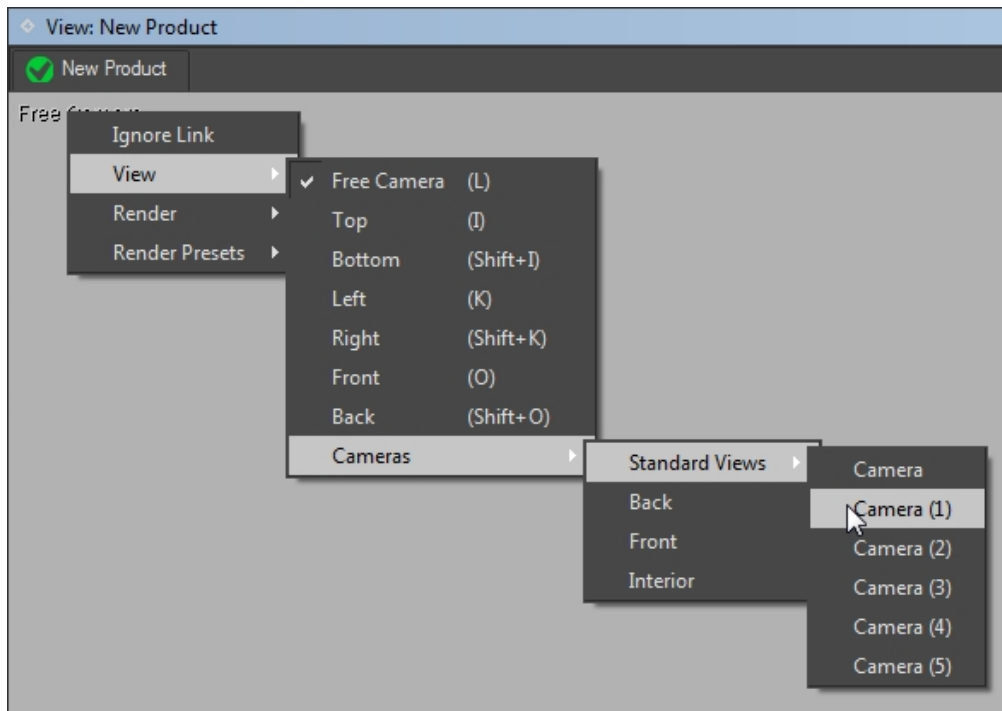 View: New Product
New Product
Free
Ignore Link
View
Render
Render Presets
Free Camera (L)
Top (I)
Bottom (Shift+I)
Left (K)
Right (Shift+K)
Front (O)
Back (Shift+O)
Cameras
Standard Views
Back
Front
Interior
Camera
Camera (1)
Camera (2)
Camera (3)
Camera (4)
Camera (5)